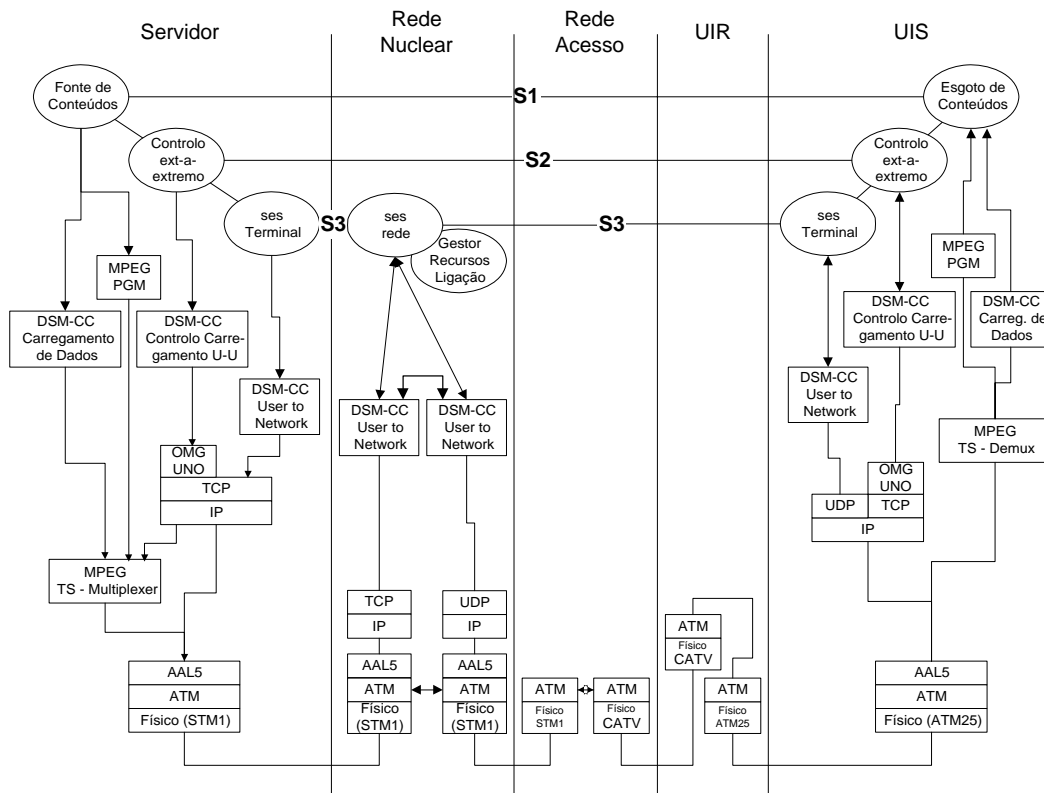 Servidor
Rede
Nuclear
Rede
Acesso
UIR
UIS
Fonte de
Conteúdos
S1
Esgoto de
Conteúdos
Controlo
ext-a-
extremo
S2
Controlo
ext-a-
extremo
ses
Terminal
S3
ses
rede
Gestor
Recursos
Ligação
S3
ses
Terminal
MPEG
PGM
MPEG
PGM
DSM-CC
Carregamento
de Dados
DSM-CC
Controlo Carre-
gamento U-U
DSM-CC
Controlo Carre-
gamento U-U
DSM-CC
Carreg. de
Dados
DSM-CC
User to
Network
DSM-CC
User to
Network
DSM-CC
User to
Network
DSM-CC
User to
Network
OMG
UNO
TCP
IP
MPEG
TS - Demux
OMG
UNO
UDP
TCP
IP
MPEG
TS - Multiplexer
TCP
IP
UDP
IP
ATM
Físico
CATV
AAL5
ATM
Físico (STM1)
AAL5
ATM
Físico
(STM1)
AAL5
ATM
Físico
(STM1)
ATM
Físico
STM1
ATM
Físico
CATV
ATM
Físico
ATM25
AAL5
ATM
Físico (ATM25)